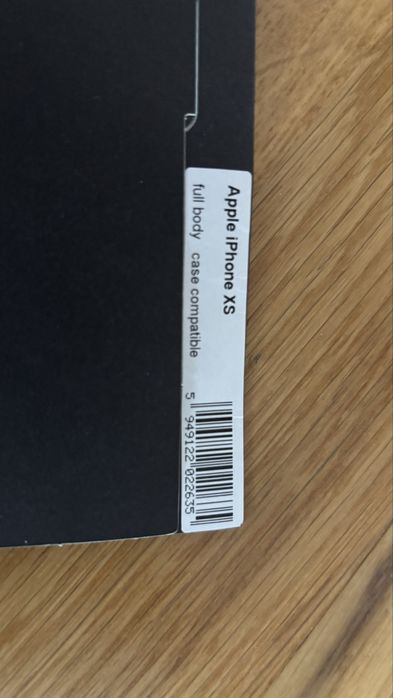 Apple iPhone XS
full body case compatible
5 949122 022635